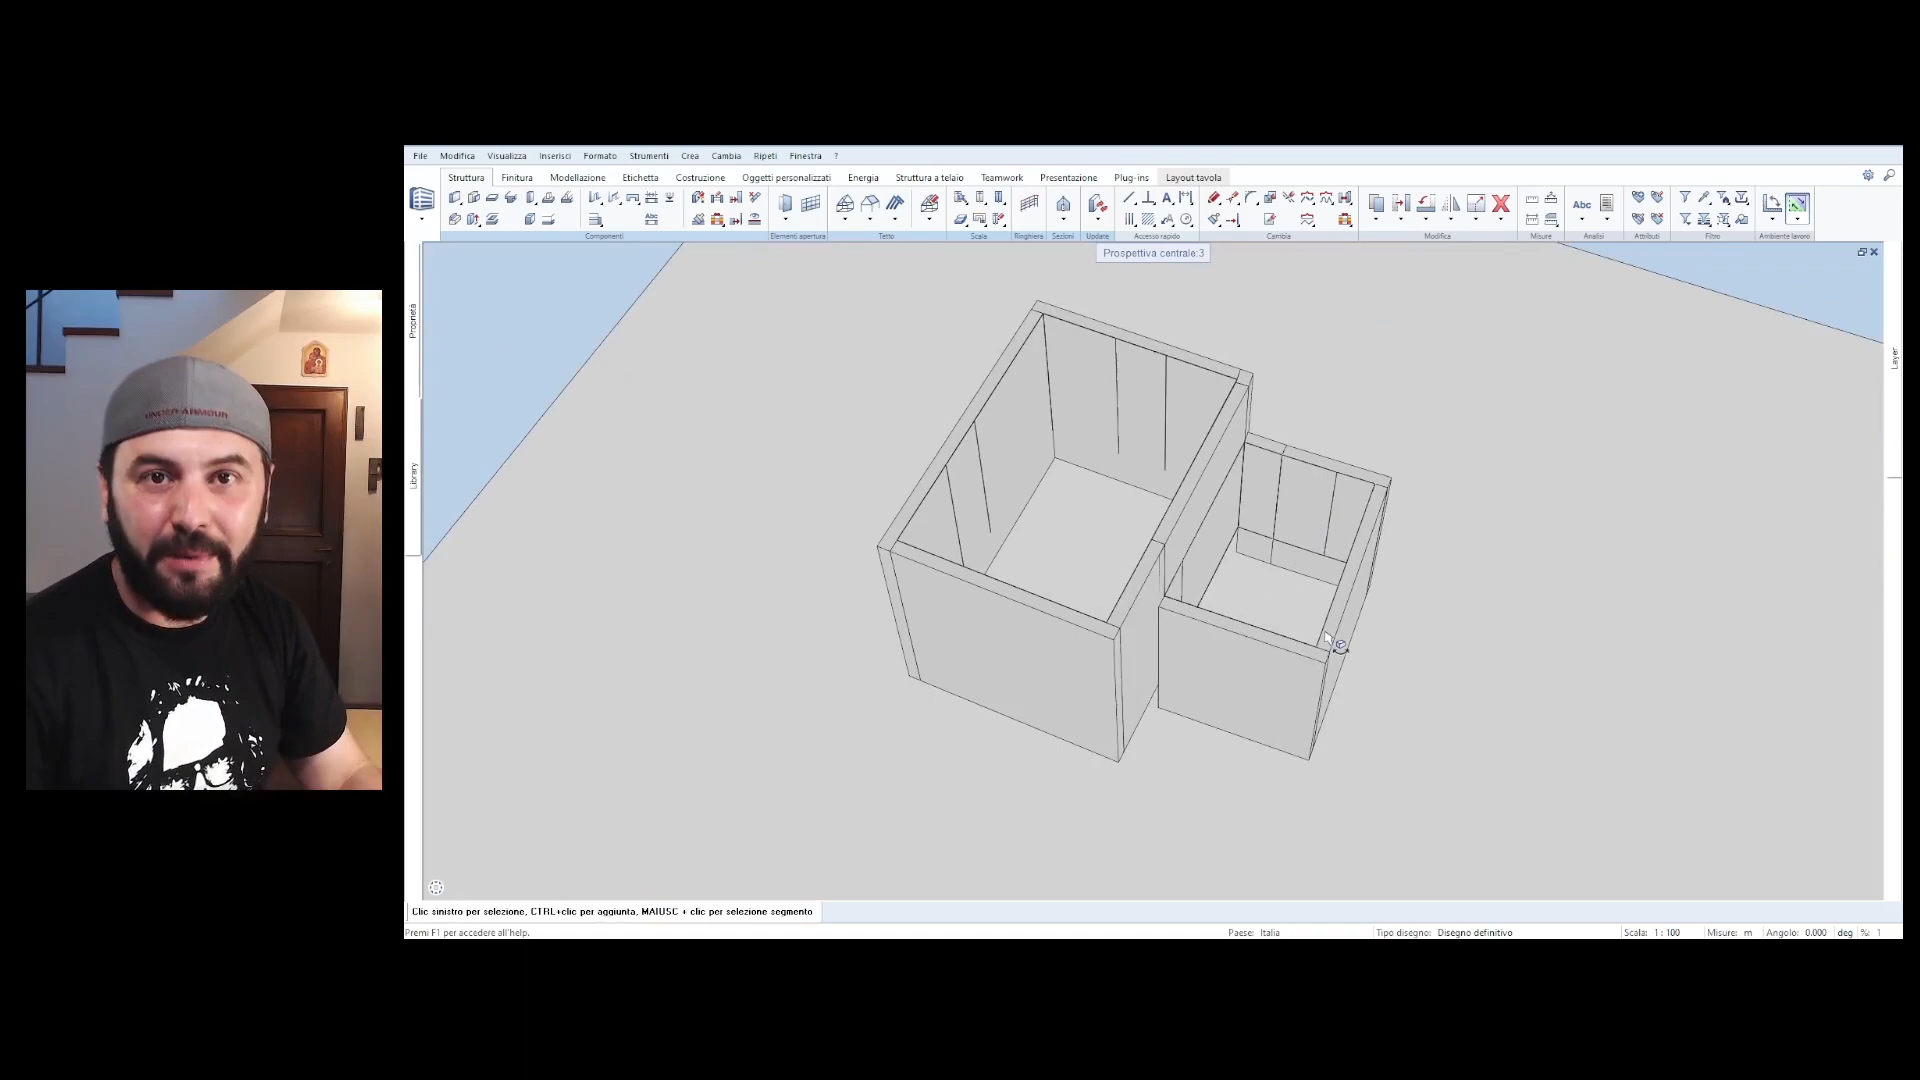 File Modifica Visualizza Inserisci Formato Strumenti Crea Cambia Ripeti Finestra ?
Struttura Finitura Modellazione Etichetta Costruzione Oggetti personalizzati Energia Struttura a telaio Teamwork Presentazione Plug-ins Layout tavola
Abc
Abc
A
Componenti Elementi apertura Tetto Scala Ringhiera Sezioni Update Accesso rapido Cambia Modifica Misure Analisi Attributi Filtro Ambiente lavoro
Prospettiva centrale:3
Proprietà
Library
Layer
UNDER ARMOUR
Clic sinistro per selezione, CTRL+clic per aggiunta, MAIUSC + clic per selezione segmento
Premi F1 per accedere all'help. Paese: Italia Tipo disegno: Disegno definitivo Scala: 1 : 100 Misure: m Angolo: 0.000 deg %: 1